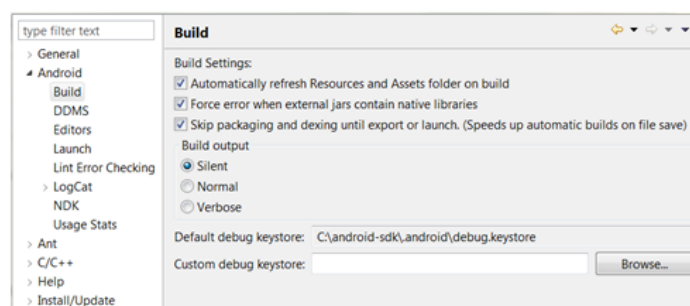 type filter text
General
Android
Build
DDMS
Editors
Launch
Lint Error Checking
LogCat
NDK
Usage Stats
Ant
C/C++
Help
Install/Update
Build
Build Settings:
Automatically refresh Resources and Assets folder on build
Force error when external jars contain native libraries
Skip packaging and dexing until export or launch. (Speeds up automatic builds on file save)
Build output
Silent
Normal
Verbose
Default debug keystore: C:\android-sdk\.android\debug.keystore
Custom debug keystore: Browse...